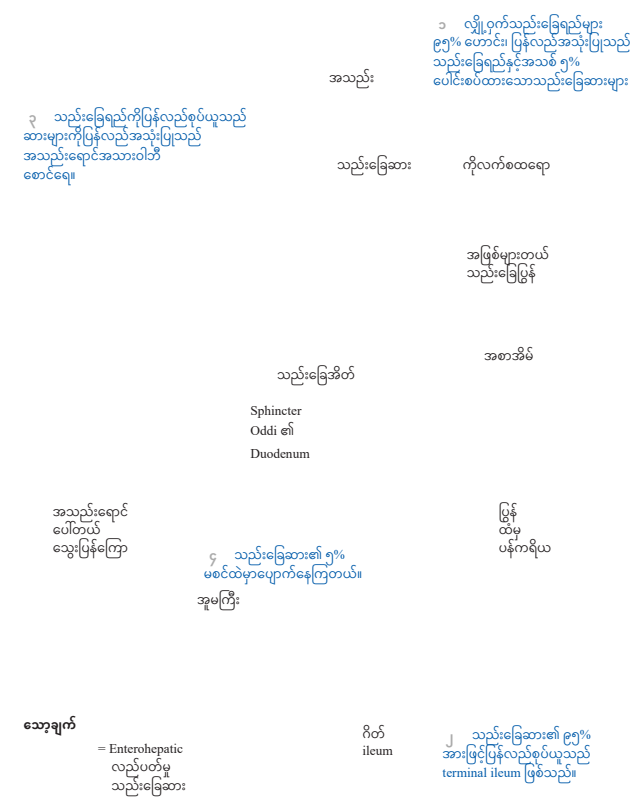 ၁ လျှို့ဝှက်သည်းခြေရည်များ
၉၅% ဟောင်း၊ ပြန်လည်အသုံးပြုသည်
သည်းခြေရည်နှင့်အသစ် ၅%
ပေါင်းစပ်ထားသောသည်းခြေဆားများ
အသည်း
၃ သည်းခြေရည်ကိုပြန်လည်စုပ်ယူသည်
ဆားများကိုပြန်လည်အသုံးပြုသည်
အသည်းရောင်အသားဝါဘီ
စောင်ရေ။
သည်းခြေဆား
ကိုလက်စထရော
အဖြစ်များတယ်
သည်းခြေပြွန်
အစာအိမ်
သည်းခြေအိတ်
Sphincter
Oddi ၏
Duodenum
အသည်းရောင်
ပေါ်တယ်
သွေးပြန်ကြော
ပြွန်
ထံမှ
ပန်ကရိယ
၄ သည်းခြေဆား၏ ၅%
မစင်ထဲမှာပျောက်နေကြတယ်။
အူမကြီး
သော့ချက်
= Enterohepatic
လည်ပတ်မှု
သည်းခြေဆား
ဂိတ်
ileum
၂ သည်းခြေဆား၏ ၉၅%
အားဖြင့်ပြန်လည်စုပ်ယူသည်
terminal ileum ဖြစ်သည်။